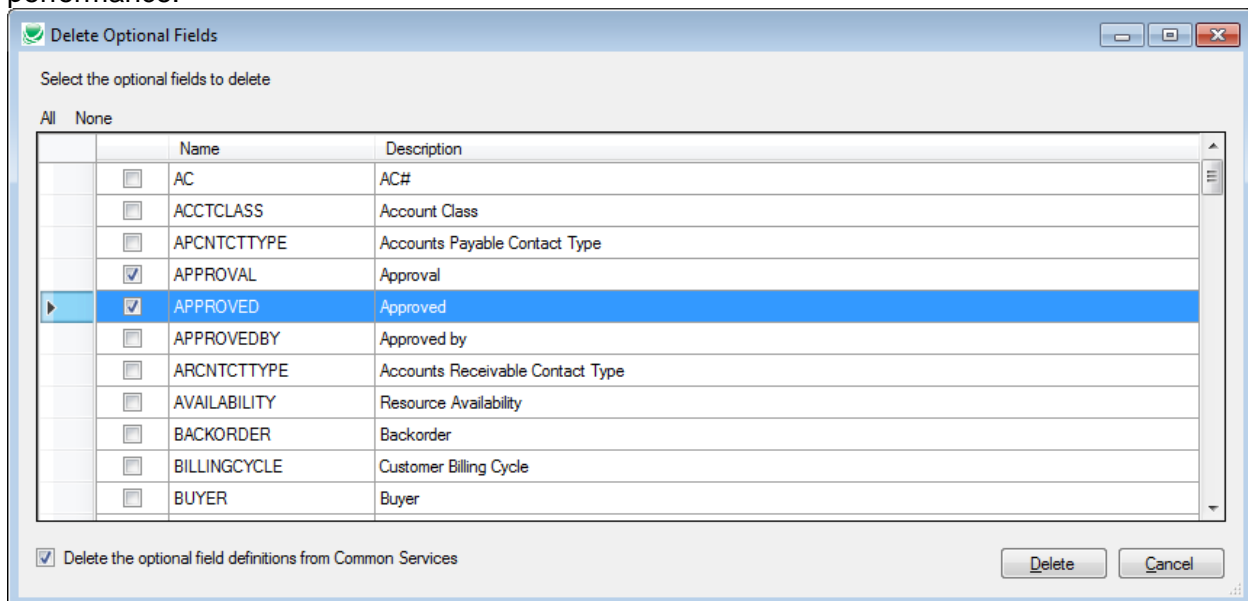 performance.
Delete Optional Fields
Select the optional fields to delete
All None
Name Description
AC AC#
ACCTCLASS Account Class
APCNTCTTYPE Accounts Payable Contact Type
APPROVAL Approval
APPROVED Approved
APPROVEDBY Approved by
ARCNTCTTYPE Accounts Receivable Contact Type
AVAILABILITY Resource Availability
BACKORDER Backorder
BILLINGCYCLE Customer Billing Cycle
BUYER Buyer
Delete the optional field definitions from Common Services
Delete Cancel